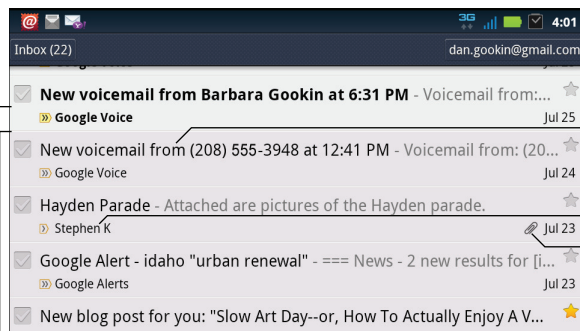 3G 4:01
Inbox (22) dan.gookin@gmail.com
New voicemail from Barbara Gookin at 6:31 PM - Voicemail from:...
Google Voice Jul 25
New voicemail from (208) 555-3948 at 12:41 PM - Voicemail from: (20...
Google Voice Jul 24
Hayden Parade - Attached are pictures of the Hayden parade.
Stephen K Jul 23
Google Alert - idaho "urban renewal" - === News - 2 new results for [i...
Google Alerts Jul 23
New blog post for you: "Slow Art Day--or, How To Actually Enjoy A V...